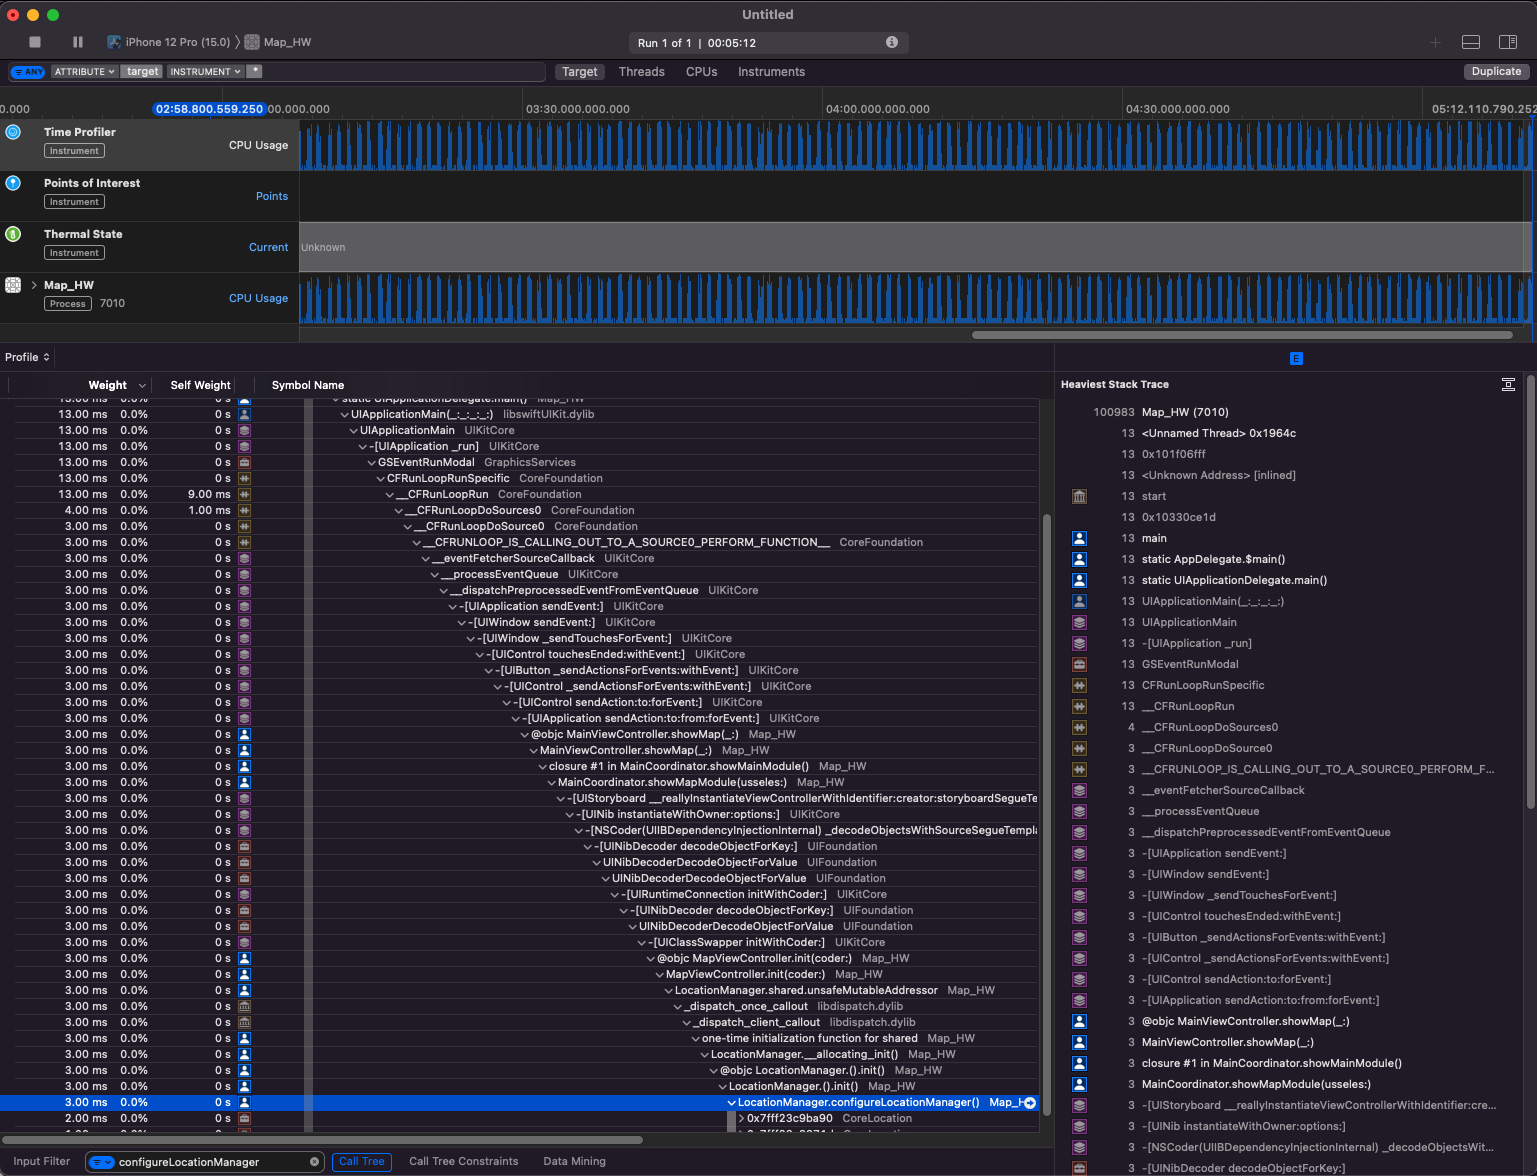 Untitled
iPhone 12 Pro (15.0) Map_HW
Run 1 of 1 | 00:05:12
ANY ATTRIBUTE target INSTRUMENT * Target Threads CPUs Instruments Duplicate
0.000 02:58.800.559.250 00.000.000 03:30.000.000.000 04:00.000.000.000 04:30.000.000.000 05:12.110.790.252
Time Profiler
Instrument
CPU Usage
Points of Interest
Instrument
Points
Thermal State
Instrument
Current
Unknown
Map_HW
Process 7010
CPU Usage
Profile
E
Weight Self Weight Symbol Name
13.00 ms 0.0% 0 s static UIApplicationDelegate.main() Map_HW
13.00 ms 0.0% 0 s UIApplicationMain(_:_:_:_:) libswiftUIKit.dylib
13.00 ms 0.0% 0 s UIApplicationMain UIKitCore
13.00 ms 0.0% 0 s -[UIApplication _run] UIKitCore
13.00 ms 0.0% 0 s GSEventRunModal GraphicsServices
13.00 ms 0.0% 0 s CFRunLoopRunSpecific CoreFoundation
13.00 ms 0.0% 9.00 ms __CFRunLoopRun CoreFoundation
4.00 ms 0.0% 1.00 ms __CFRunLoopDoSources0 CoreFoundation
3.00 ms 0.0% 0 s __CFRunLoopDoSource0 CoreFoundation
3.00 ms 0.0% 0 s __CFRUNLOOP_IS_CALLING_OUT_TO_A_SOURCE0_PERFORM_FUNCTION__ CoreFoundation
3.00 ms 0.0% 0 s __eventFetcherSourceCallback UIKitCore
3.00 ms 0.0% 0 s __processEventQueue UIKitCore
3.00 ms 0.0% 0 s __dispatchPreprocessedEventFromEventQueue UIKitCore
3.00 ms 0.0% 0 s -[UIApplication sendEvent:] UIKitCore
3.00 ms 0.0% 0 s -[UIWindow sendEvent:] UIKitCore
3.00 ms 0.0% 0 s -[UIWindow _sendTouchesForEvent:] UIKitCore
3.00 ms 0.0% 0 s -[UIControl touchesEnded:withEvent:] UIKitCore
3.00 ms 0.0% 0 s -[UIButton _sendActionsForEvents:withEvent:] UIKitCore
3.00 ms 0.0% 0 s -[UIControl _sendActionsForEvents:withEvent:] UIKitCore
3.00 ms 0.0% 0 s -[UIControl sendAction:to:forEvent:] UIKitCore
3.00 ms 0.0% 0 s -[UIApplication sendAction:to:from:forEvent:] UIKitCore
3.00 ms 0.0% 0 s @objc MainViewController.showMap(_:) Map_HW
3.00 ms 0.0% 0 s MainViewController.showMap(_:) Map_HW
3.00 ms 0.0% 0 s closure #1 in MainCoordinator.showMainModule() Map_HW
3.00 ms 0.0% 0 s MainCoordinator.showMapModule(usseles:) Map_HW
3.00 ms 0.0% 0 s -[UIStoryboard __reallyInstantiateViewControllerWithIdentifier:creator:storyboardSegueTe
3.00 ms 0.0% 0 s -[UINib instantiateWithOwner:options:] UIKitCore
3.00 ms 0.0% 0 s -[NSCoder(UIIBDependencyInjectionInternal) _decodeObjectsWithSourceSegueTempla
3.00 ms 0.0% 0 s -[UINibDecoder decodeObjectForKey:] UIFoundation
3.00 ms 0.0% 0 s UINibDecoderDecodeObjectForValue UIFoundation
3.00 ms 0.0% 0 s UINibDecoderDecodeObjectForValue UIFoundation
3.00 ms 0.0% 0 s -[UIRuntimeConnection initWithCoder:] UIKitCore
3.00 ms 0.0% 0 s -[UINibDecoder decodeObjectForKey:] UIFoundation
3.00 ms 0.0% 0 s UINibDecoderDecodeObjectForValue UIFoundation
3.00 ms 0.0% 0 s -[UIClassSwapper initWithCoder:] UIKitCore
3.00 ms 0.0% 0 s @objc MapViewController.init(coder:) Map_HW
3.00 ms 0.0% 0 s MapViewController.init(coder:) Map_HW
3.00 ms 0.0% 0 s LocationManager.shared.unsafeMutableAddressor Map_HW
3.00 ms 0.0% 0 s _dispatch_once_callout libdispatch.dylib
3.00 ms 0.0% 0 s _dispatch_client_callout libdispatch.dylib
3.00 ms 0.0% 0 s one-time initialization function for shared Map_HW
3.00 ms 0.0% 0 s LocationManager.__allocating_init() Map_HW
3.00 ms 0.0% 0 s @objc LocationManager.().init() Map_HW
3.00 ms 0.0% 0 s LocationManager.().init() Map_HW
3.00 ms 0.0% 0 s LocationManager.configureLocationManager() Map_H
2.00 ms 0.0% 0 s 0x7fff23c9ba90 CoreLocation
Heaviest Stack Trace
100983 Map_HW (7010)
13 <Unnamed Thread> 0x1964c
13 0x101f06fff
13 <Unknown Address> [inlined]
13 start
13 0x10330ce1d
13 main
13 static AppDelegate.$main()
13 static UIApplicationDelegate.main()
13 UIApplicationMain(_:_:_:_:)
13 UIApplicationMain
13 -[UIApplication _run]
13 GSEventRunModal
13 CFRunLoopRunSpecific
13 __CFRunLoopRun
4 __CFRunLoopDoSources0
3 __CFRunLoopDoSource0
3 __CFRUNLOOP_IS_CALLING_OUT_TO_A_SOURCE0_PERFORM_F...
3 __eventFetcherSourceCallback
3 __processEventQueue
3 __dispatchPreprocessedEventFromEventQueue
3 -[UIApplication sendEvent:]
3 -[UIWindow sendEvent:]
3 -[UIWindow _sendTouchesForEvent:]
3 -[UIControl touchesEnded:withEvent:]
3 -[UIButton _sendActionsForEvents:withEvent:]
3 -[UIControl _sendActionsForEvents:withEvent:]
3 -[UIControl sendAction:to:forEvent:]
3 -[UIApplication sendAction:to:from:forEvent:]
3 @objc MainViewController.showMap(_:)
3 MainViewController.showMap(_:)
3 closure #1 in MainCoordinator.showMainModule()
3 MainCoordinator.showMapModule(usseles:)
3 -[UIStoryboard __reallyInstantiateViewControllerWithIdentifier:cre...
3 -[UINib instantiateWithOwner:options:]
3 -[NSCoder(UIIBDependencyInjectionInternal) _decodeObjectsWit...
3 -[UINibDecoder decodeObjectForKey:]
Input Filter configureLocationManager Call Tree Call Tree Constraints Data Mining